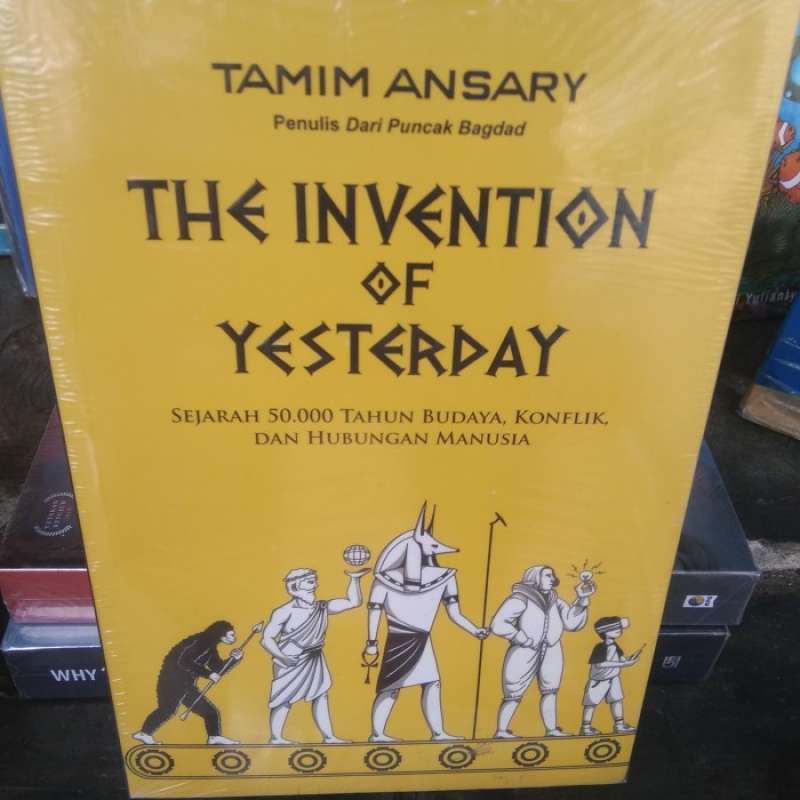 TAMIM ANSARY
Penulis Dari Puncak Bagdad
THE INVENTION
OF
YESTERDAY
SEJARAH 50.000 TAHUN BUDAYA, KONFLIK,
DAN HUBUNGAN MANUSIA
WHY